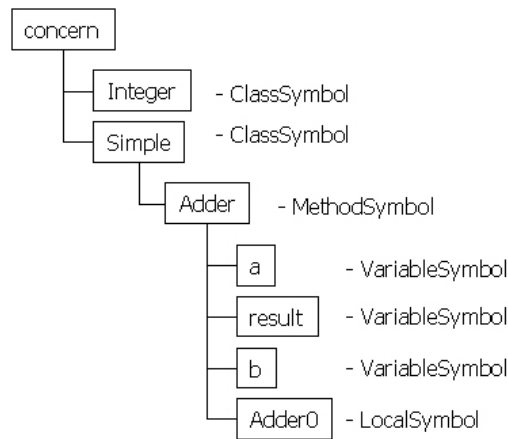 concern
Integer - ClassSymbol
Simple - ClassSymbol
Adder - MethodSymbol
a - VariableSymbol
result - VariableSymbol
b - VariableSymbol
Adder0 - LocalSymbol